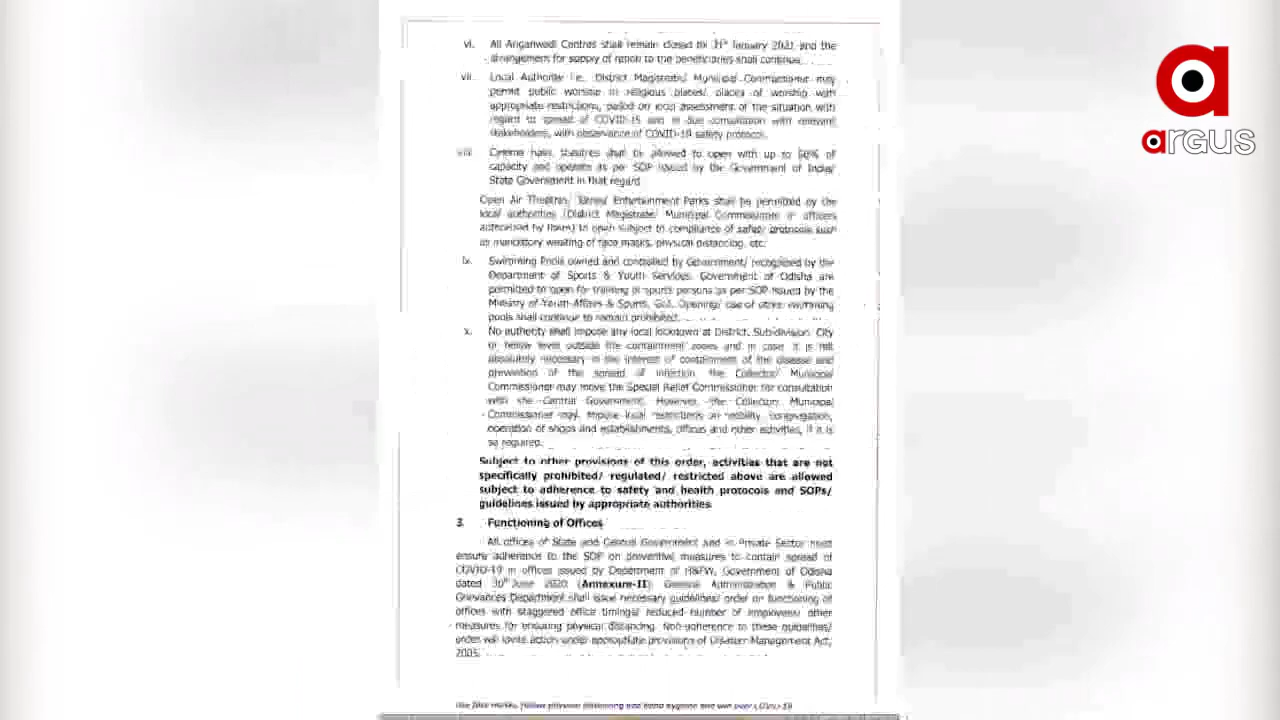 vi. All Anganwadi Centres shall remain closed till 31st January 2021 and the
arrangement for supply of ration to the beneficiaries shall continue.
vii. Local Authority i.e., District Magistrate/ Municipal Commissioner may
permit public worship in religious places/ places of worship with
appropriate restrictions, based on local assessment of the situation with
regard to spread of COVID-19 and in due consultation with relevant
stakeholders, with observance of COVID-19 safety protocol.
viii. Cinema halls, theatres shall be allowed to open with up to 50% of
capacity and operate as per SOP issued by the Government of India/
State Government in that regard
Open Air Theatres, Entertainment Parks shall be permitted by the
local authorities (District Magistrate/ Municipal Commissioner or officers
authorized by them) to open subject to compliance of safety protocols such
as mandatory wearing of face masks, physical distancing, etc.
ix. Swimming Pools owned and controlled by Government/ recognized by the
Department of Sports & Youth Services, Government of Odisha are
permitted to open for training of sports persons as per SOP issued by the
Ministry of Youth Affairs & Sports, GoI. Opening/ use of other swimming
pools shall continue to remain prohibited.
x. No authority shall impose any local lockdown at District, Subdivision, City
or below level outside the containment zones and in case it is felt
absolutely necessary in the interest of containment of the disease and
prevention of the spread of infection the Collector/ Municipal
Commissioner may move the Special Relief Commissioner for consultation
with the Central Government. However, the Collector/ Municipal
Commissioner may impose local restrictions on mobility, congregation,
operation of shops and establishments, offices and other activities, if it is
so required.
Subject to other provisions of this order, activities that are not
specifically prohibited/ regulated/ restricted above are allowed
subject to adherence to safety and health protocols and SOPs/
guidelines issued by appropriate authorities
3. Functioning of Offices
All offices of State and Central Government and in Private Sector must
ensure adherence to the SOP on preventive measures to contain spread of
COVID-19 in offices issued by Department of H&FW, Government of Odisha
dated 30th June 2020 (Annexure-II) General Administration & Public
Grievances Department shall issue necessary guidelines/ order on functioning of
offices with staggered office timings/ reduced number of employees/ other
measures for ensuring physical distancing. Non-adherence to these guidelines/
order will invite action under appropriate provisions of Disaster Management Act,
2005.
Use face masks, follow physical distancing and hand hygiene
a
argus